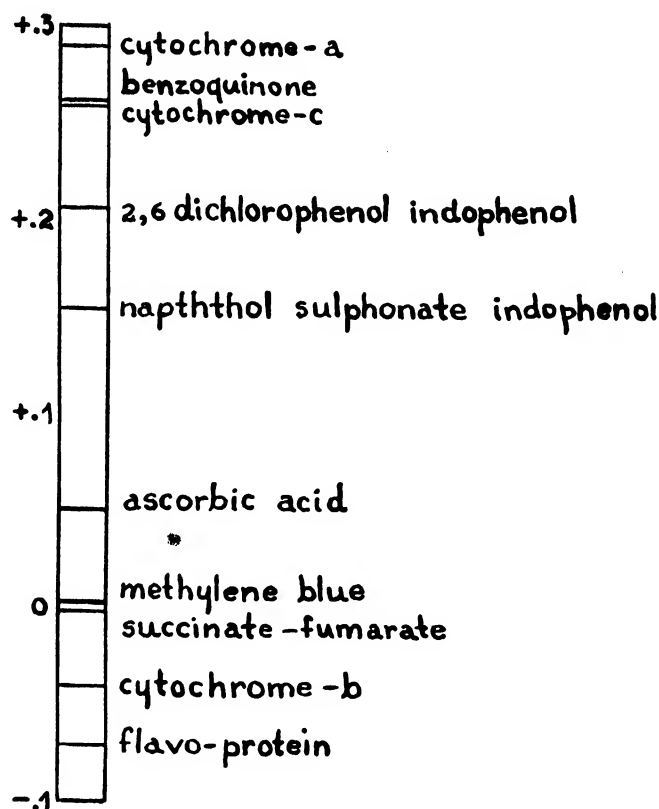 +.3
cytochrome-a
benzoquinone
cytochrome-c
+.2
2,6 dichlorophenol indophenol
napththol sulphonate indophenol
+.1
ascorbic acid
methylene blue
0
succinate-fumarate
cytochrome-b
flavo-protein
-.1